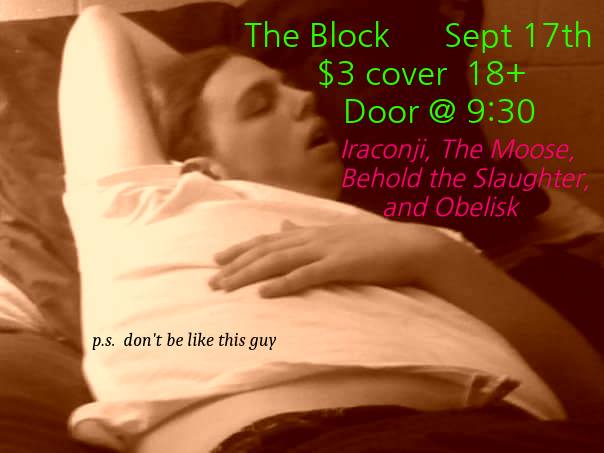 The Block Sept 17th
$3 cover 18+
Door @ 9:30
Iraconji, The Moose,
Behold the Slaughter,
and Obelisk
p.s. don't be like this guy